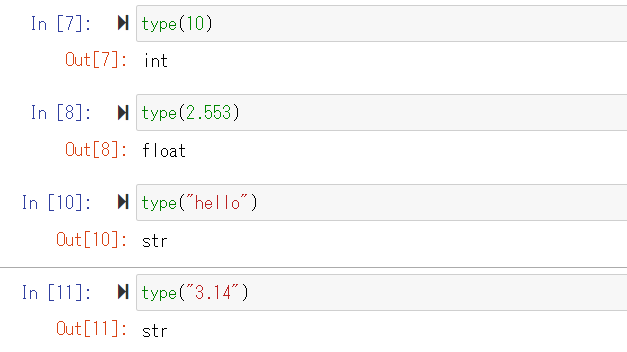 In [7]: type(10)
Out[7]: int
In [8]: type(2.553)
Out[8]: float
In [10]: type("hello")
Out[10]: str
In [11]: type("3.14")
Out[11]: str